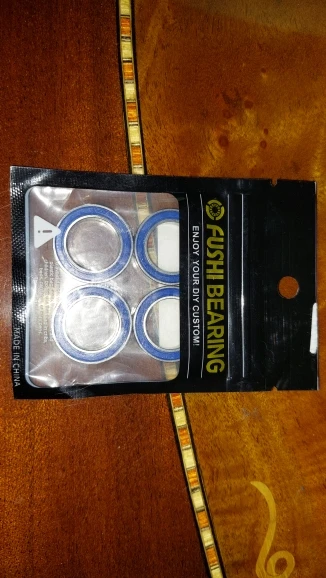 FUSHI BEARING
ENJOY YOUR DIY CUSTOM!
MADE IN CHINA